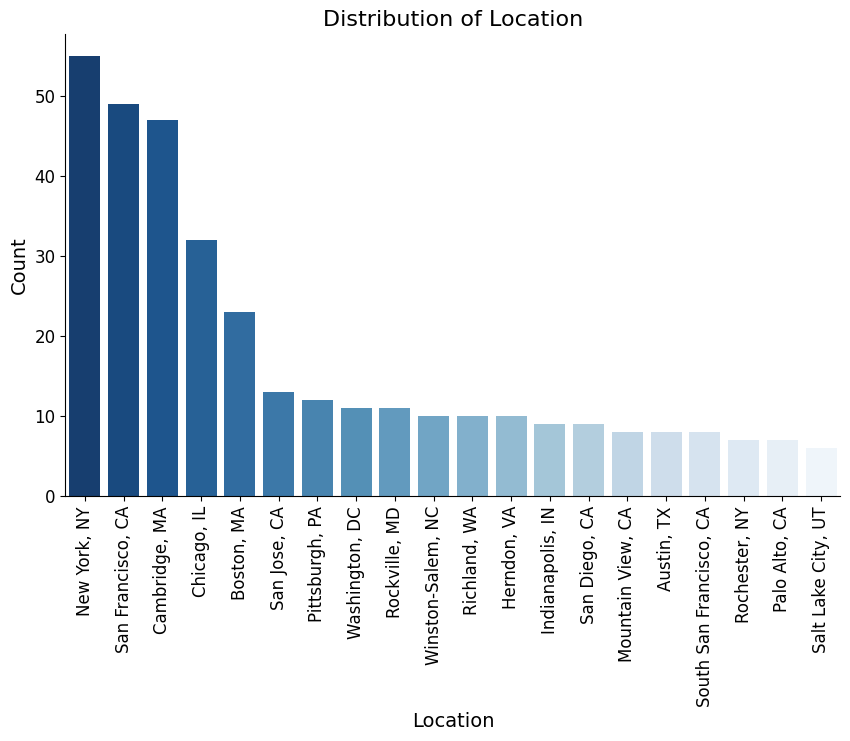 Distribution of Location
Count
50
40
30
20
10
0
New York, NY
San Francisco, CA
Cambridge, MA
Chicago, IL
Boston, MA
San Jose, CA
Pittsburgh, PA
Washington, DC
Rockville, MD
Winston-Salem, NC
Richland, WA
Herndon, VA
Indianapolis, IN
San Diego, CA
Mountain View, CA
Austin, TX
South San Francisco, CA
Rochester, NY
Palo Alto, CA
Salt Lake City, UT
Location